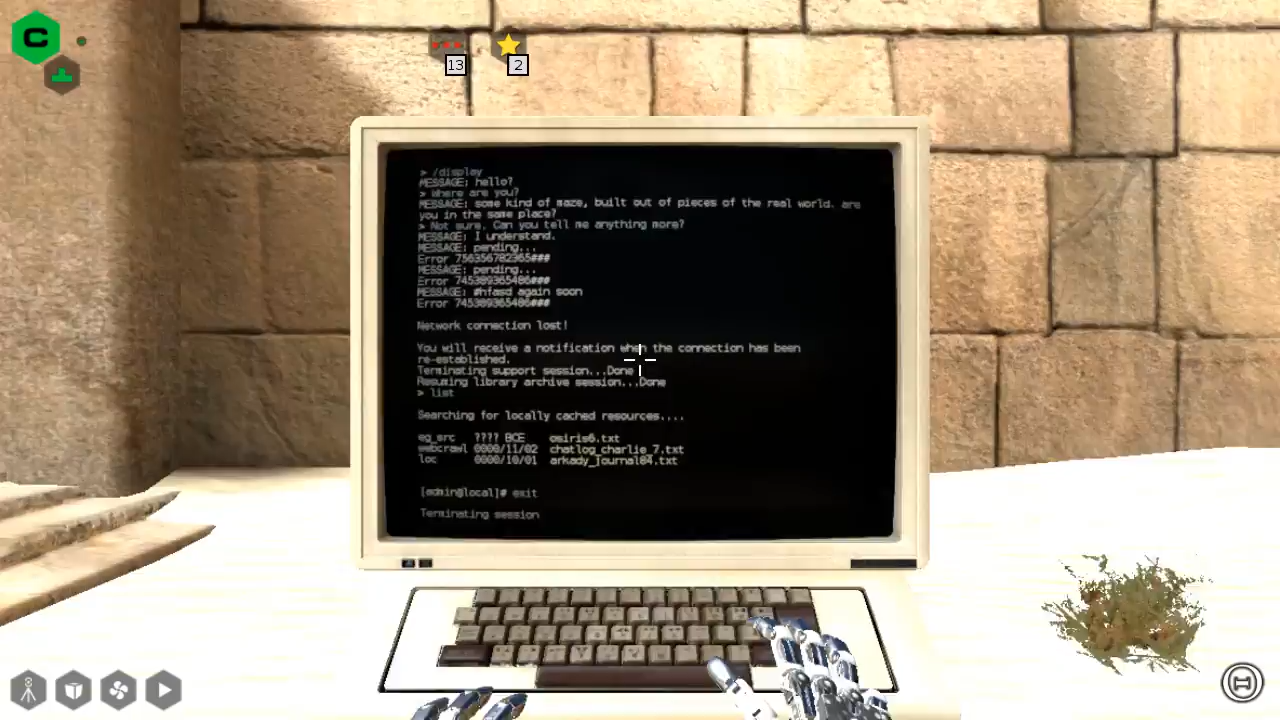 C
13
2
> /display
MESSAGE: hello?
> Where are you?
MESSAGE: some kind of maze, built out of pieces of the real world. are
you in the same place?
> Not sure. Can you tell me anything more?
MESSAGE: I understand.
MESSAGE: pending...
Error 756356782365###
MESSAGE: pending...
Error 745389365486###
MESSAGE: #hfasd again soon
Error 745389365486###
Network connection lost!
You will receive a notification when the connection has been
re-established.
Terminating support session...Done
Resuming library archive session...Done
> list
Searching for locally cached resources....
eg_src ???? BCE osiris6.txt
webcrawl 0000/11/02 chatlog_charlie_7.txt
loc 0000/10/01 arkady_journal84.txt
[admin@local]# exit
Terminating session